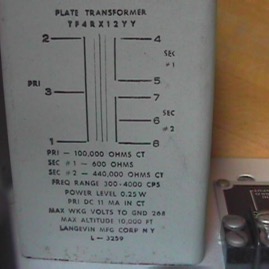 PLATE TRANSFORMER
TF4RX12YY
2
4
SEC
#1
PRI
3
5
7
SEC
#2
1
6
PRI — 100,000 OHMS CT
SEC #1 — 600 OHMS
SEC #2 — 440,000 OHMS CT
FREQ RANGE 300-4000 CPS
POWER LEVEL 0.25 W
PRI DC 11 MA IN CT
MAX WKG VOLTS TO GND 268
MAX ALTITUDE 10,000 FT
LANGEVIN MFG CORP N Y
L — 3259